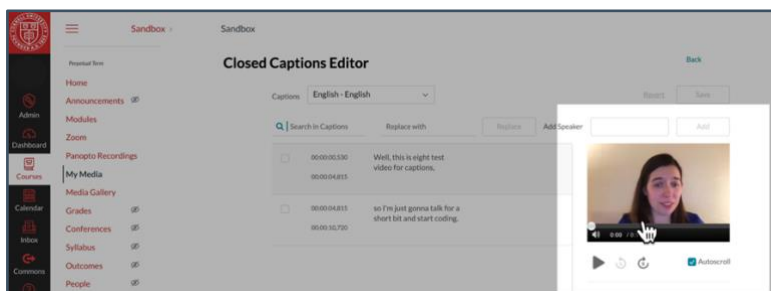 Sandbox ›
Sandbox
Perpetual Term
Closed Captions Editor
Back
Home
Announcements
Captions
English - English
Revert
Save
Admin
Modules
Search in Captions
Replace with
Replace
Add Speaker
Add
Zoom
Dashboard
Panopto Recordings
00:00:00,530
Well, this is eight test
video for captions,
00:00:04,815
Courses
My Media
Media Gallery
Calendar
Grades
00:00:04,815
so I'm just gonna talk for a
short bit and start coding.
00:00:10,720
Conferences
Inbox
Syllabus
0:00
Outcomes
Autoscroll
Commons
People